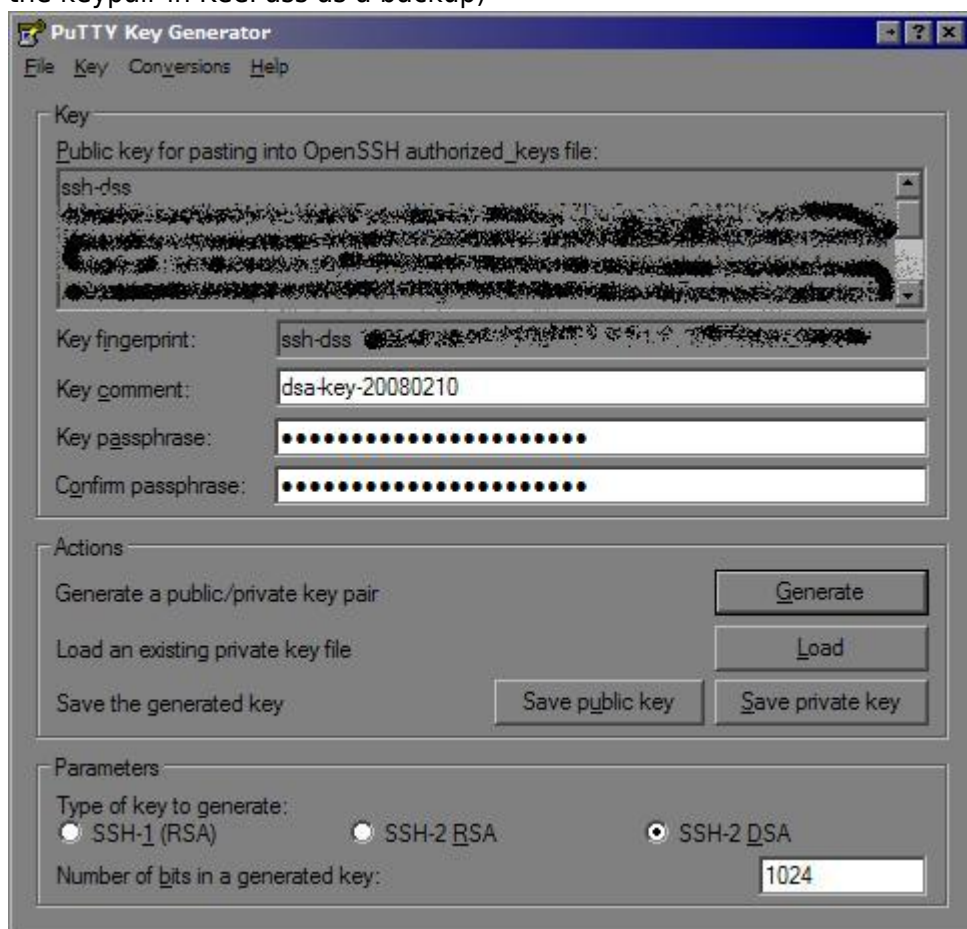 the keypair in KeePass as a backup)
PuTTY Key Generator
File Key Conversions Help
Key
Public key for pasting into OpenSSH authorized_keys file:
ssh-dss
Key fingerprint: ssh-dss
Key comment: dsa-key-20080210
Key passphrase: ●●●●●●●●●●●●●●●●●●●●●●
Confirm passphrase: ●●●●●●●●●●●●●●●●●●●●●●
Actions
Generate a public/private key pair Generate
Load an existing private key file Load
Save the generated key Save public key Save private key
Parameters
Type of key to generate:
SSH-1 (RSA) SSH-2 RSA SSH-2 DSA
Number of bits in a generated key: 1024